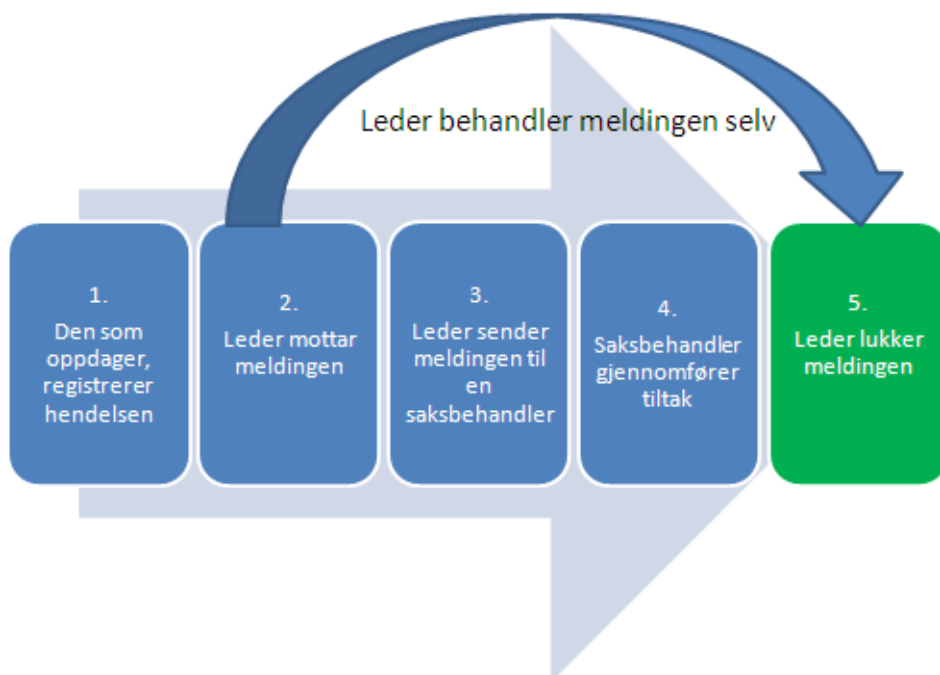 Leder behandler meldingen selv
1.
Den som
oppdager,
registrerer
hendelsen
2.
Leder mottar
meldingen
3.
Leder sender
meldingen til
en
saksbehandler
4.
Saksbehandler
gjennomfører
tiltak
5.
Leder lukker
meldingen